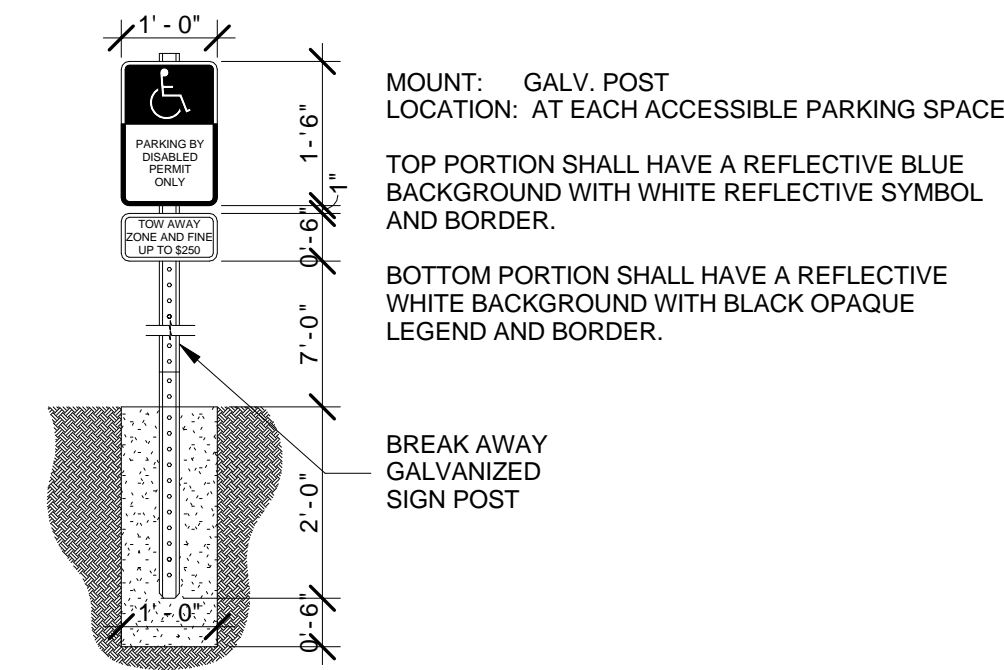 1' - 0"
MOUNT: GALV. POST
LOCATION: AT EACH ACCESSIBLE PARKING SPACE
TOP PORTION SHALL HAVE A REFLECTIVE BLUE
BACKGROUND WITH WHITE REFLECTIVE SYMBOL
AND BORDER.
BOTTOM PORTION SHALL HAVE A REFLECTIVE
WHITE BACKGROUND WITH BLACK OPAQUE
LEGEND AND BORDER.
PARKING BY
DISABLED
PERMIT
ONLY
TOW AWAY
ZONE AND FINE
UP TO $250
1-'6"
1"
0'-6"
7'-0"
BREAK AWAY
GALVANIZED
SIGN POST
2'-0"
1' - 0"
0'-6"